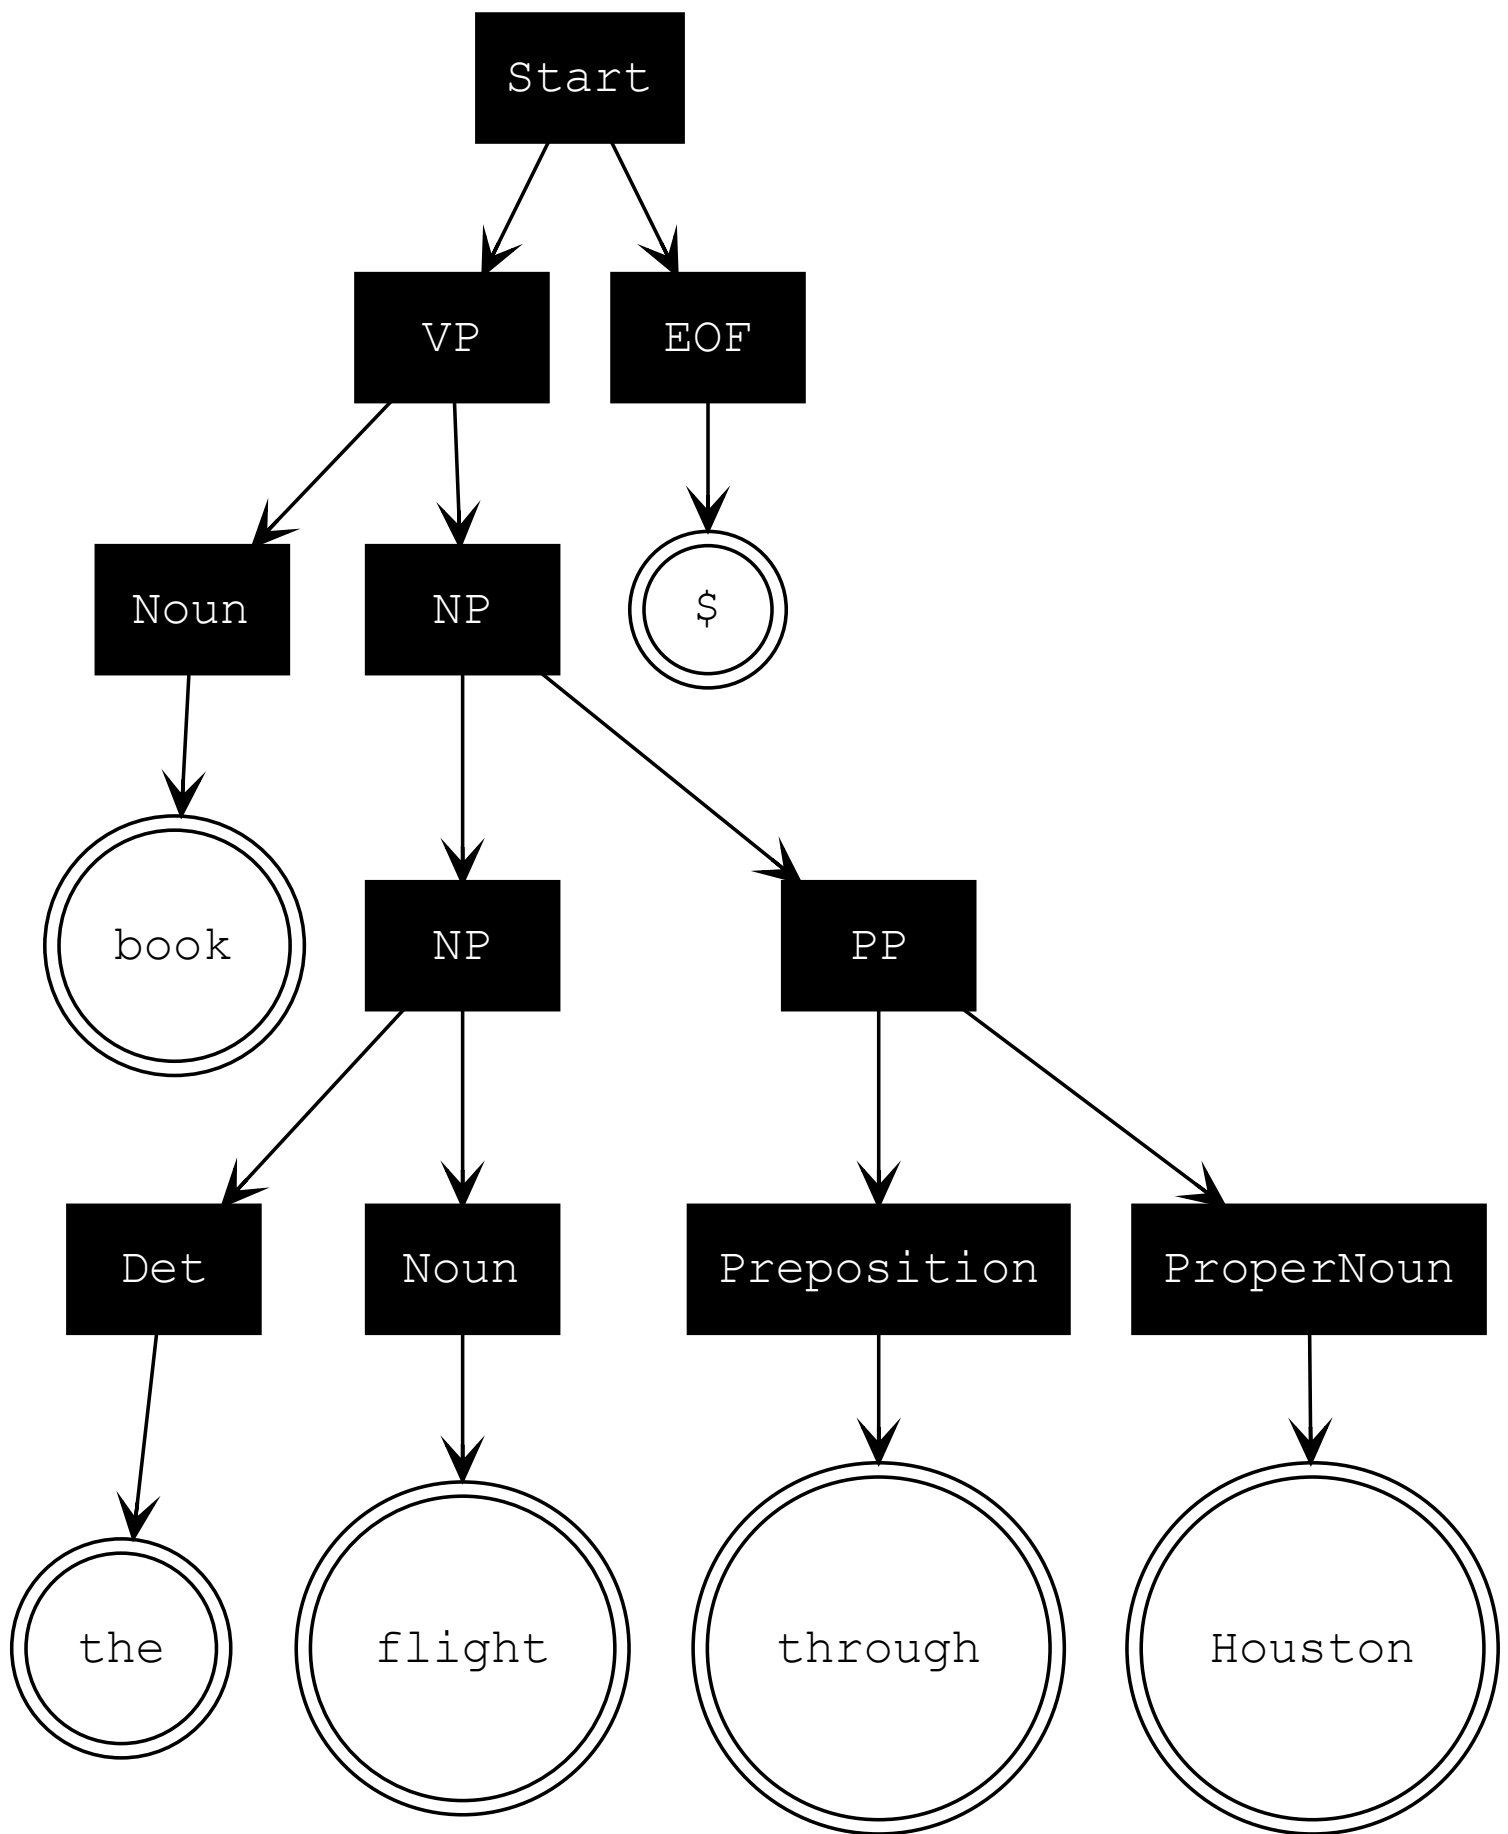 Start
VP EOF
Noun NP $
book NP PP
Det Noun Preposition ProperNoun
the flight through Houston